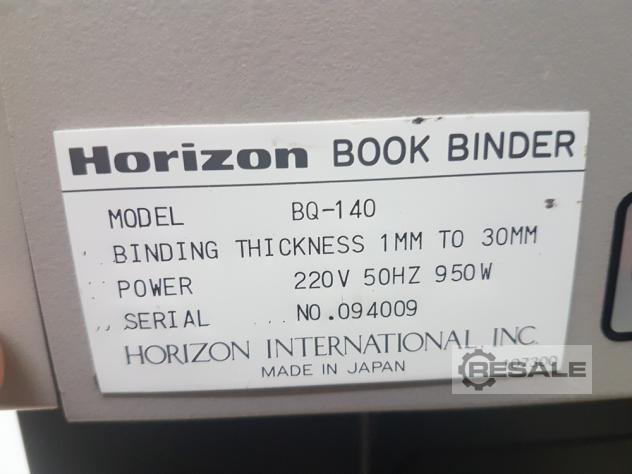 Horizon BOOK BINDER
MODEL BQ-140
BINDING THICKNESS 1MM TO 30MM
POWER 220V 50HZ 950W
SERIAL NO.094009
HORIZON INTERNATIONAL, INC.
MADE IN JAPAN
RESALE